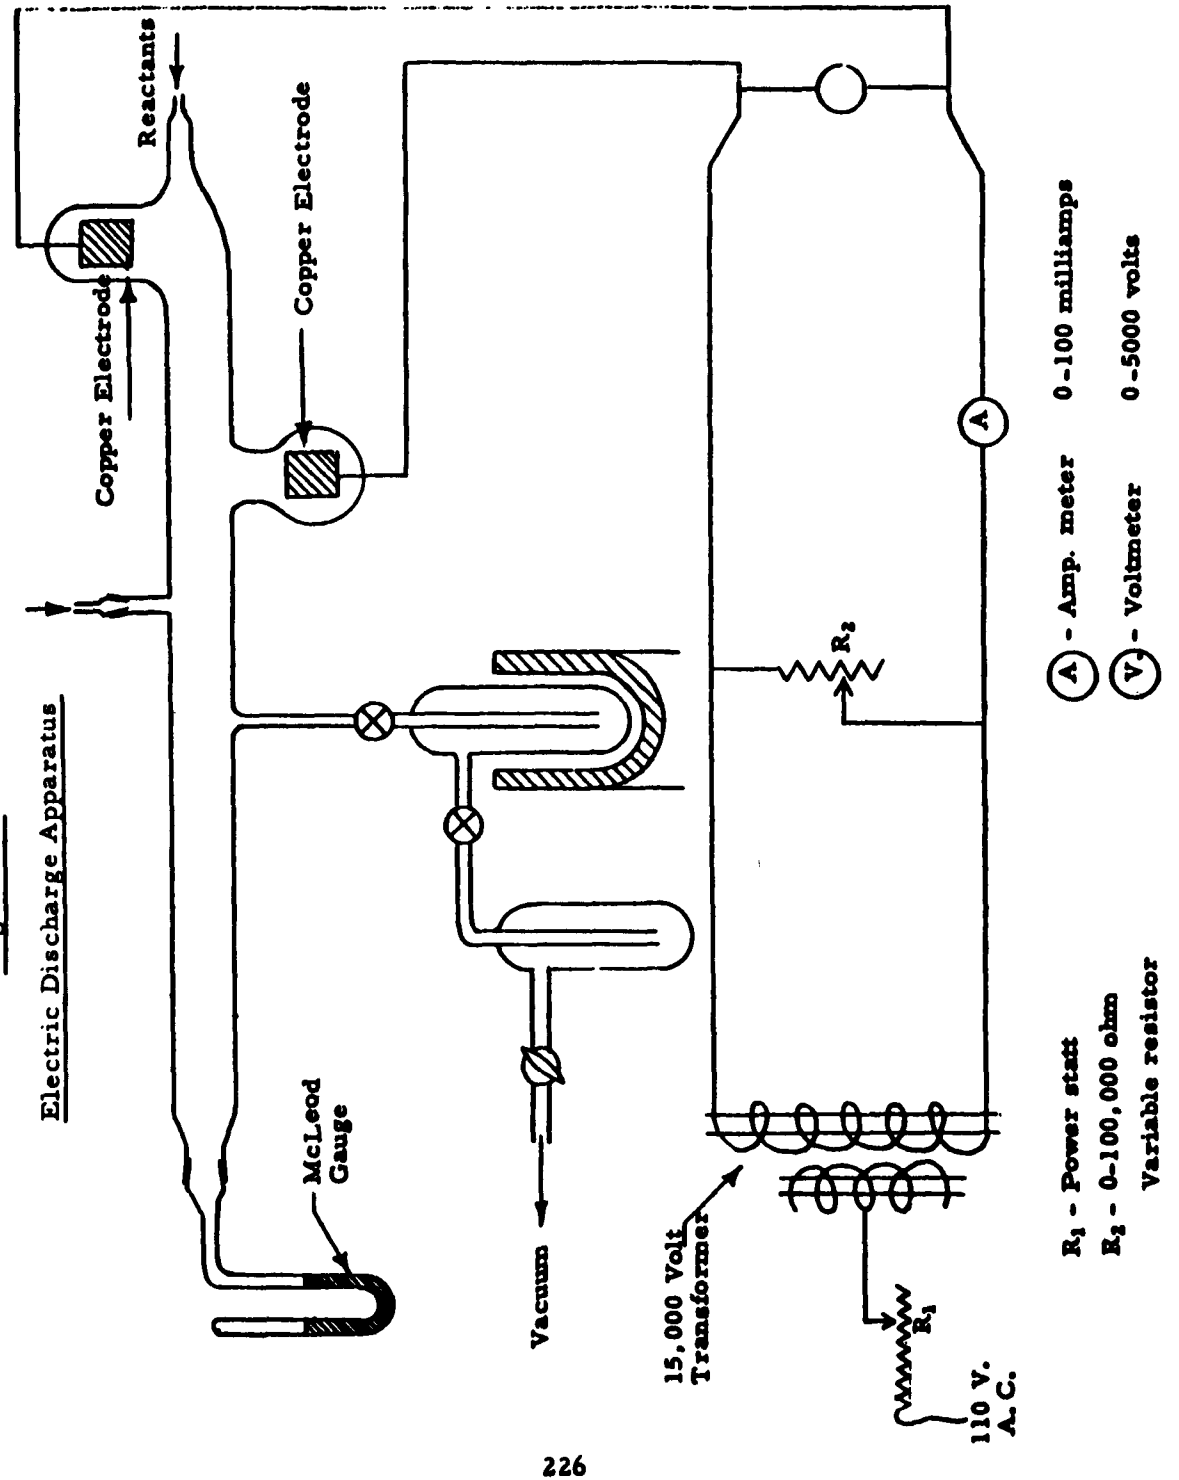 Electric Discharge Apparatus
Reactants
Copper Electrode
Copper Electrode
McLeod
Gauge
Vacuum
15,000 Volt
Transformer
R2
A
R1
110 V.
A.C.
R1 - Power statt
R2 - 0-100,000 ohm
Variable resistor
A - Amp. meter 0-100 milliamps
V. - Voltmeter 0-5000 volts
226